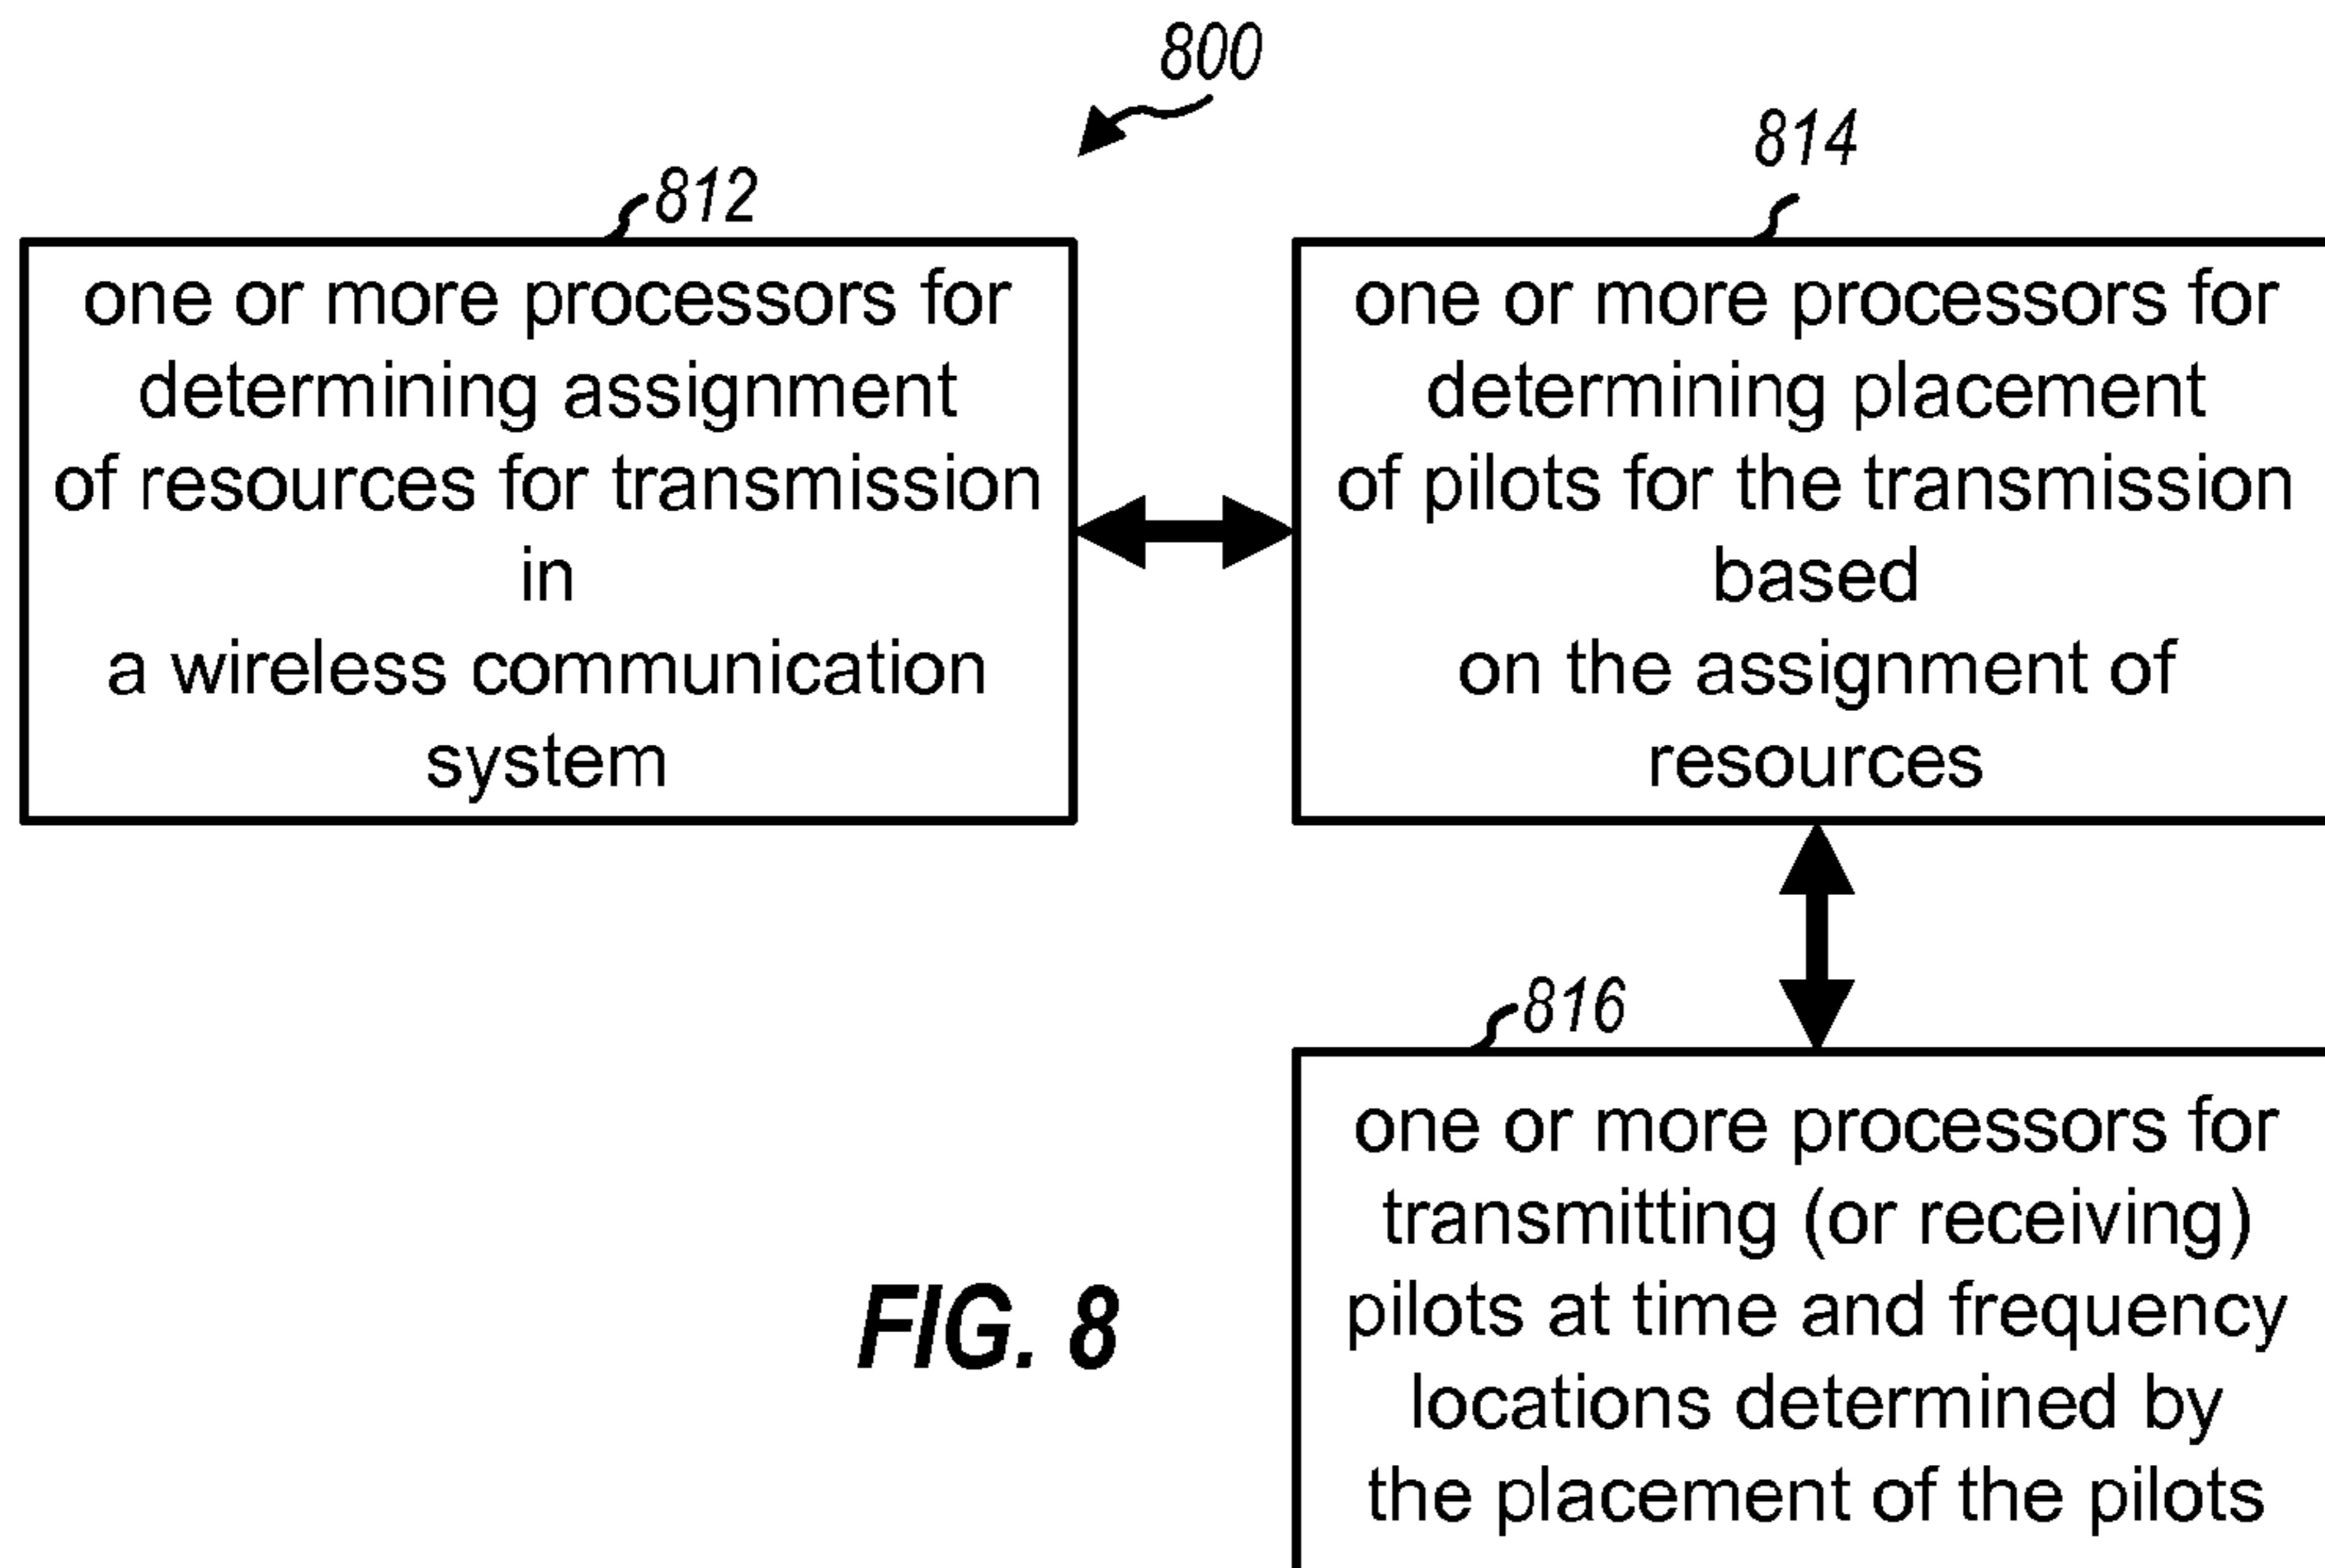 800
812
one or more processors for
determining assignment
of resources for transmission
in
a wireless communication
system
814
one or more processors for
determining placement
of pilots for the transmission
based
on the assignment of
resources
816
one or more processors for
transmitting (or receiving)
pilots at time and frequency
locations determined by
the placement of the pilots
FIG. 8